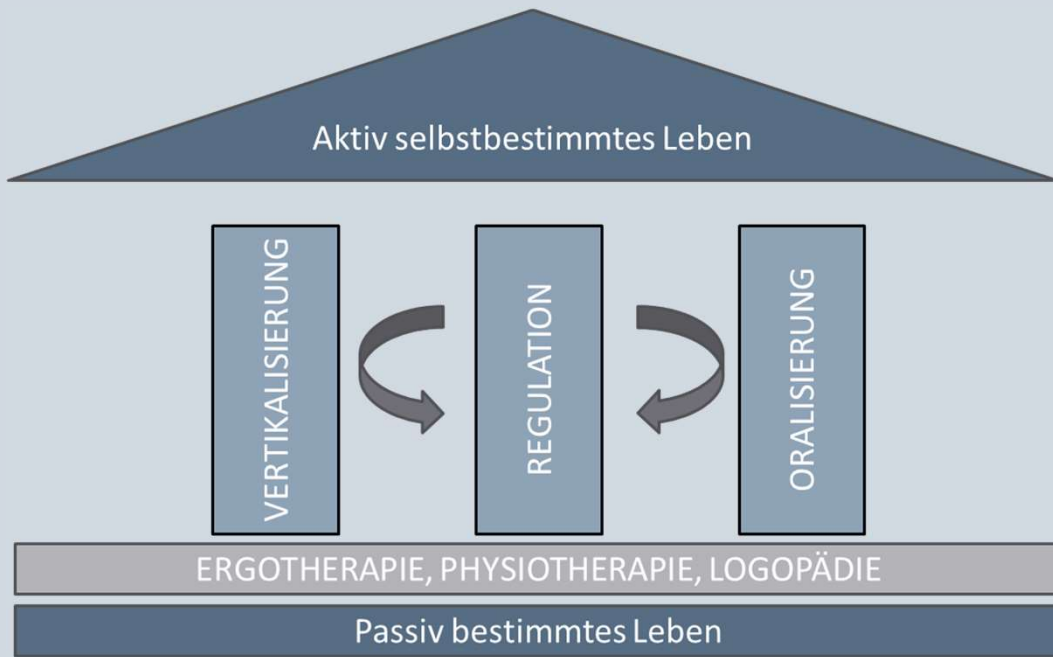 Aktiv selbstbestimmtes Leben
VERTIKALISIERUNG
REGULATION
ORALISIERUNG
ERGOTHERAPIE, PHYSIOTHERAPIE, LOGOPÄDIE
Passiv bestimmtes Leben